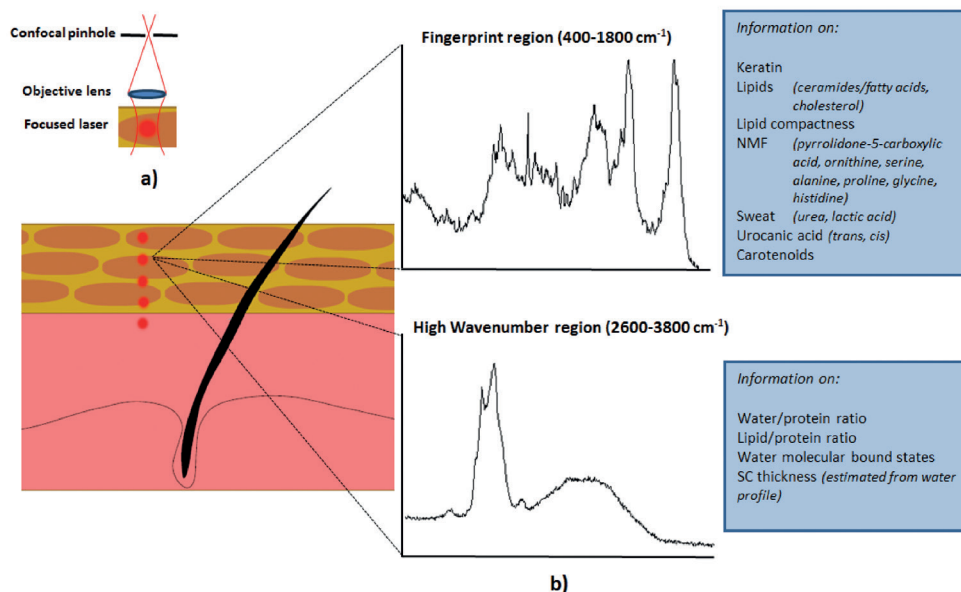 Confocal pinhole
Objective lens
Focused laser
a)
Fingerprint region (400-1800 cm-1)
Information on:
Keratin
Lipids (ceramides/fatty acids,
cholesterol)
Lipid compactness
NMF (pyrrolidone-5-carboxylic
acid, ornithine, serine,
alanine, proline, glycine,
histidine)
Sweat (urea, lactic acid)
Urocanic acid (trans, cis)
Carotenoids
High Wavenumber region (2600-3800 cm-1)
Information on:
Water/protein ratio
Lipid/protein ratio
Water molecular bound states
SC thickness (estimated from water
profile)
b)